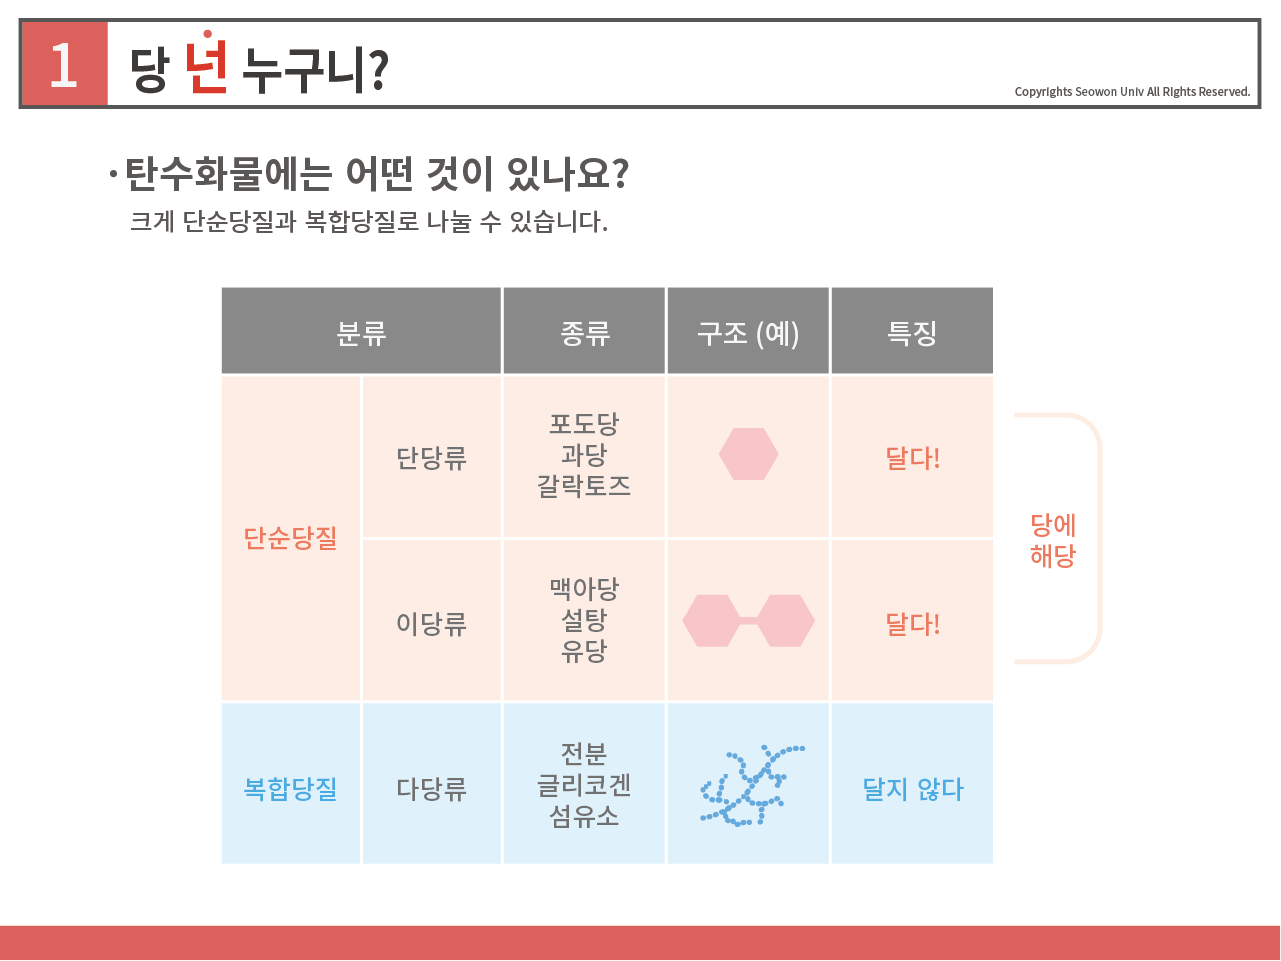 1
당 넌 누구니?
Copyrights Seowon Univ All Rights Reserved.
· 탄수화물에는 어떤 것이 있나요?
크게 단순당질과 복합당질로 나눌 수 있습니다.
분류 종류 구조 (예) 특징
단순당질
단당류
포도당
과당
갈락토즈
달다!
이당류
맥아당
설탕
유당
달다!
당에
해당
복합당질
다당류
전분
글리코겐
섬유소
달지 않다